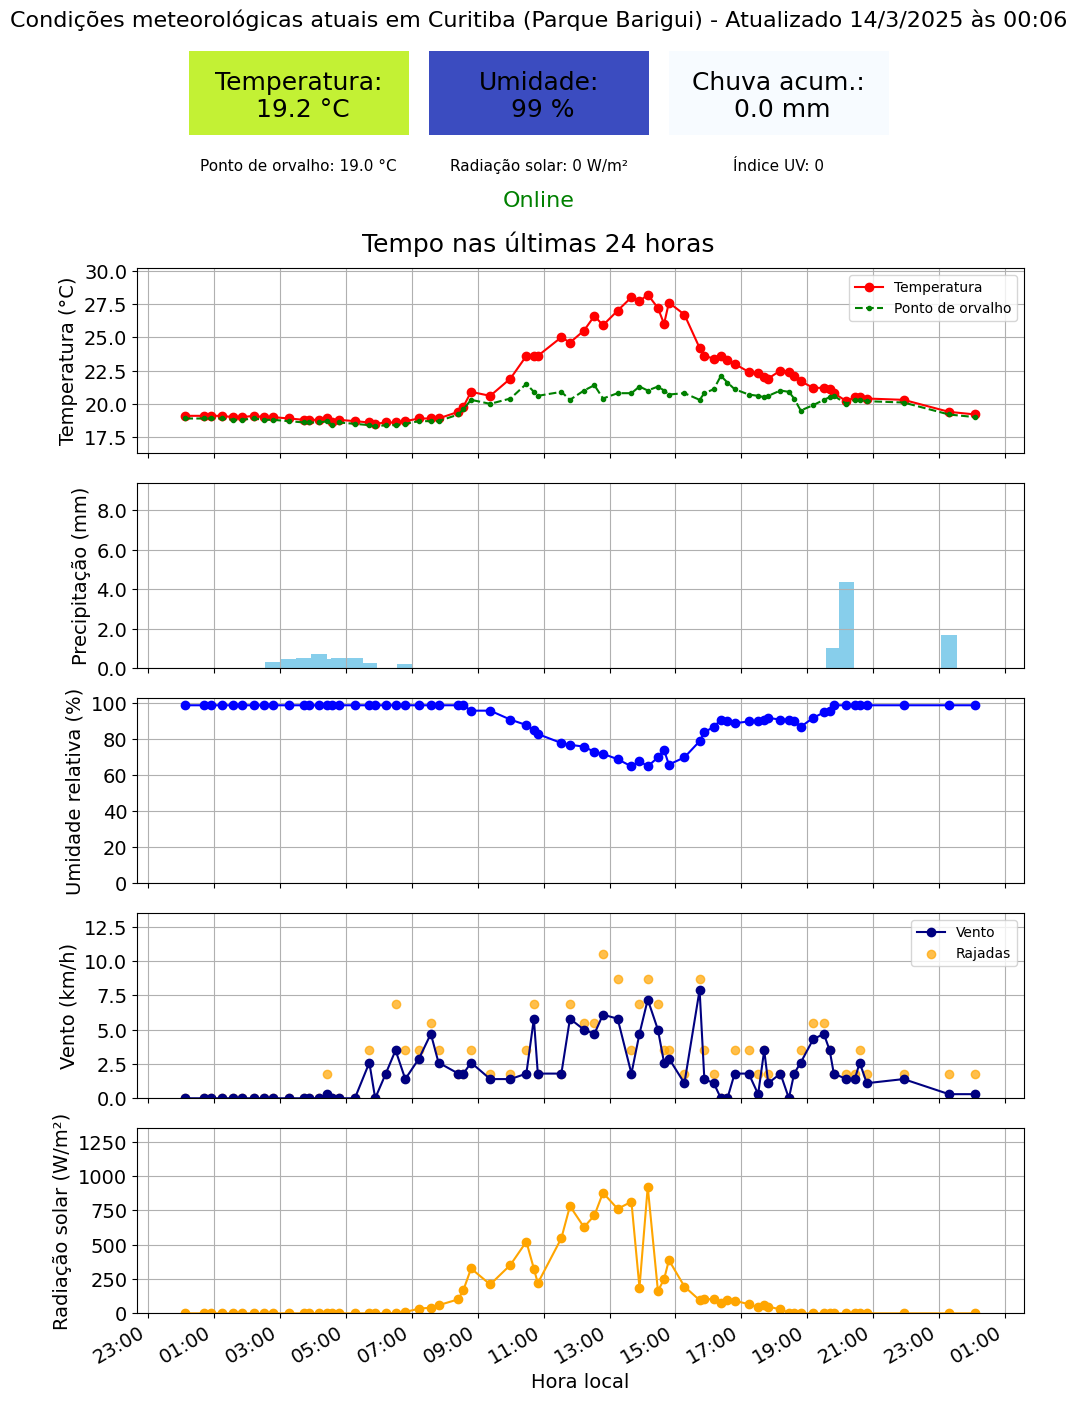 Condições meteorológicas atuais em Curitiba (Parque Barigui) - Atualizado 14/3/2025 às 00:06
Temperatura:
19.2 °C
Umidade:
99 %
Chuva acum.:
0.0 mm
Ponto de orvalho: 19.0 °C
Radiação solar: 0 W/m²
Índice UV: 0
Online
Tempo nas últimas 24 horas
Temperatura (°C)
30.0
27.5
25.0
22.5
20.0
17.5
Temperatura
Ponto de orvalho
Precipitação (mm)
8.0
6.0
4.0
2.0
0.0
Umidade relativa (%)
100
80
60
40
20
0
Vento (km/h)
12.5
10.0
7.5
5.0
2.5
0.0
Vento
Rajadas
Radiação solar (W/m²)
1250
1000
750
500
250
0
23:00
01:00
03:00
05:00
07:00
09:00
11:00
13:00
15:00
17:00
19:00
21:00
23:00
01:00
Hora local